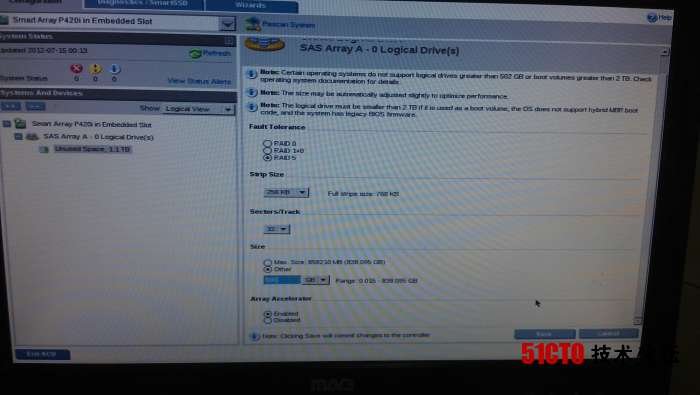 Configuration
Diagnostics / SmartSSD
Wizards
Smart Array P420i in Embedded Slot
Rescan System
Help
System Status
Updated 2012-07-15 00:13
Refresh
SAS Array A - 0 Logical Drive(s)
System Status 0 0 0
View Status Alerts
Note: Certain operating systems do not support logical drives greater than 502 GB or boot volumes greater than 2 TB. Check
operating system documentation for details.
Note: The size may be automatically adjusted slightly to optimize performance.
Note: The logical drive must be smaller than 2 TB if it is used as a boot volume, the OS does not support hybrid MBR boot
code, and the system has legacy BIOS firmware.
Systems And Devices
Show Logical View
Smart Array P420i in Embedded Slot
SAS Array A - 0 Logical Drive(s)
Unused Space, 1.1 TB
Fault Tolerance
RAID 0
RAID 1+0
RAID 5
Strip Size
256 KB
Full stripe size: 768 KB
Sectors/Track
32
Size
Max. Size: 858210 MB (838.095 GB)
Other
GB
Range: 0.015 - 838.095 GB
Array Accelerator
Enabled
Disabled
Note: Clicking Save will commit changes to the controller
Save
Cancel
Exit ACU
51CTO 技术